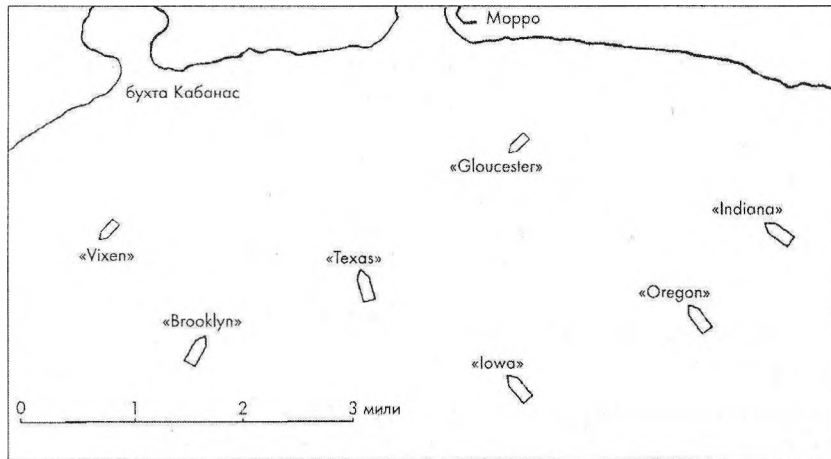 Морро
бухта Кабанас
«Gloucester»
«Indiana»
«Vixen»
«Texas»
«Oregon»
«Brooklyn»
«Iowa»
0 1 2 3 мили